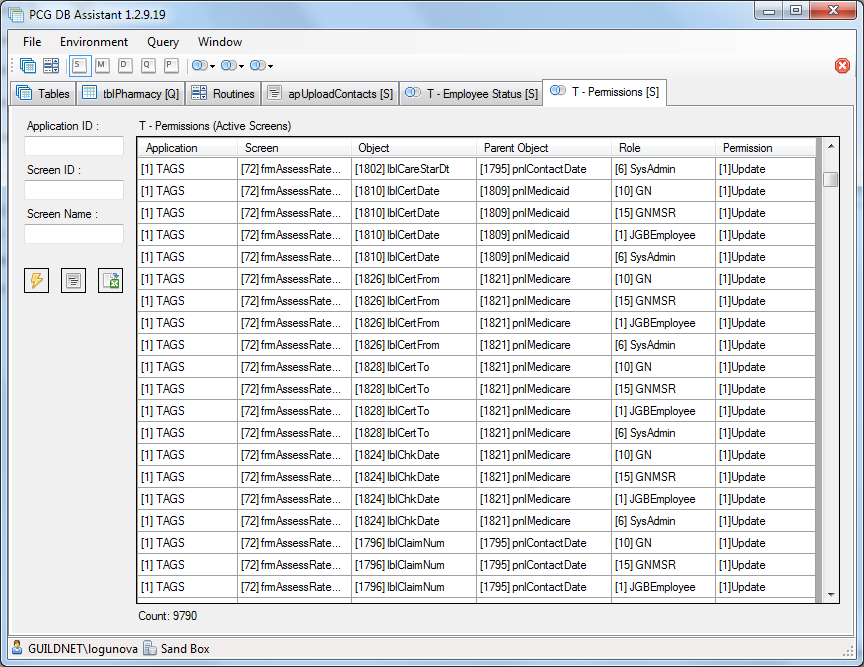 PCG DB Assistant 1.2.9.19
File Environment Query Window
S M D Q P
Tables tblPharmacy [Q] Routines apUploadContacts [S] T - Employee Status [S] T - Permissions [S]
Application ID :
Screen ID :
Screen Name :
T - Permissions (Active Screens)
Application Screen Object Parent Object Role Permission
[1] TAGS [72] frmAssessRate... [1802] lblCareStarDt [1795] pnlContactDate [6] SysAdmin [1]Update
[1] TAGS [72] frmAssessRate... [1810] lblCertDate [1809] pnlMedicaid [10] GN [1]Update
[1] TAGS [72] frmAssessRate... [1810] lblCertDate [1809] pnlMedicaid [15] GNMSR [1]Update
[1] TAGS [72] frmAssessRate... [1810] lblCertDate [1809] pnlMedicaid [1] JGBEmployee [1]Update
[1] TAGS [72] frmAssessRate... [1810] lblCertDate [1809] pnlMedicaid [6] SysAdmin [1]Update
[1] TAGS [72] frmAssessRate... [1826] lblCertFrom [1821] pnlMedicare [10] GN [1]Update
[1] TAGS [72] frmAssessRate... [1826] lblCertFrom [1821] pnlMedicare [15] GNMSR [1]Update
[1] TAGS [72] frmAssessRate... [1826] lblCertFrom [1821] pnlMedicare [1] JGBEmployee [1]Update
[1] TAGS [72] frmAssessRate... [1826] lblCertFrom [1821] pnlMedicare [6] SysAdmin [1]Update
[1] TAGS [72] frmAssessRate... [1828] lblCertTo [1821] pnlMedicare [10] GN [1]Update
[1] TAGS [72] frmAssessRate... [1828] lblCertTo [1821] pnlMedicare [15] GNMSR [1]Update
[1] TAGS [72] frmAssessRate... [1828] lblCertTo [1821] pnlMedicare [1] JGBEmployee [1]Update
[1] TAGS [72] frmAssessRate... [1828] lblCertTo [1821] pnlMedicare [6] SysAdmin [1]Update
[1] TAGS [72] frmAssessRate... [1824] lblChkDate [1821] pnlMedicare [10] GN [1]Update
[1] TAGS [72] frmAssessRate... [1824] lblChkDate [1821] pnlMedicare [15] GNMSR [1]Update
[1] TAGS [72] frmAssessRate... [1824] lblChkDate [1821] pnlMedicare [1] JGBEmployee [1]Update
[1] TAGS [72] frmAssessRate... [1824] lblChkDate [1821] pnlMedicare [6] SysAdmin [1]Update
[1] TAGS [72] frmAssessRate... [1796] lblClaimNum [1795] pnlContactDate [10] GN [1]Update
[1] TAGS [72] frmAssessRate... [1796] lblClaimNum [1795] pnlContactDate [15] GNMSR [1]Update
[1] TAGS [72] frmAssessRate... [1796] lblClaimNum [1795] pnlContactDate [1] JGBEmployee [1]Update
Count: 9790
GUILDNET\logunova Sand Box